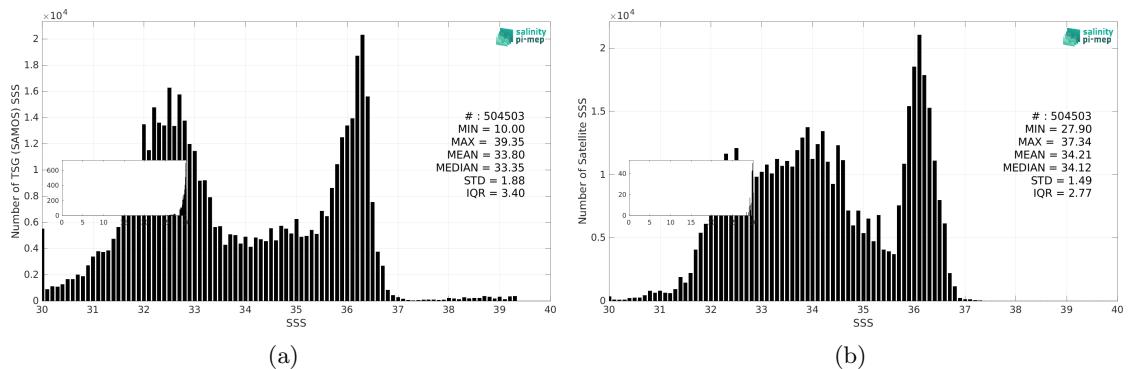 ×10⁴
2
1.8
1.6
1.4
1.2
1
0.8
0.6
0.4
0.2
0
Number of TSG (SAMOS) SSS
salinity
pi-mep
# : 504503
MIN = 10.00
MAX = 39.35
MEAN = 33.80
MEDIAN = 33.35
STD = 1.88
IQR = 3.40
600
400
200
0
0 5 10
30 31 32 33 34 35 36 37 38 39 40
SSS
(a)
×10⁴
2
1.5
1
0.5
0
Number of Satellite SSS
salinity
pi-mep
# : 504503
MIN = 27.90
MAX = 37.34
MEAN = 34.21
MEDIAN = 34.12
STD = 1.49
IQR = 2.77
40
20
0
0 5 10 15
30 31 32 33 34 35 36 37 38 39 40
SSS
(b)